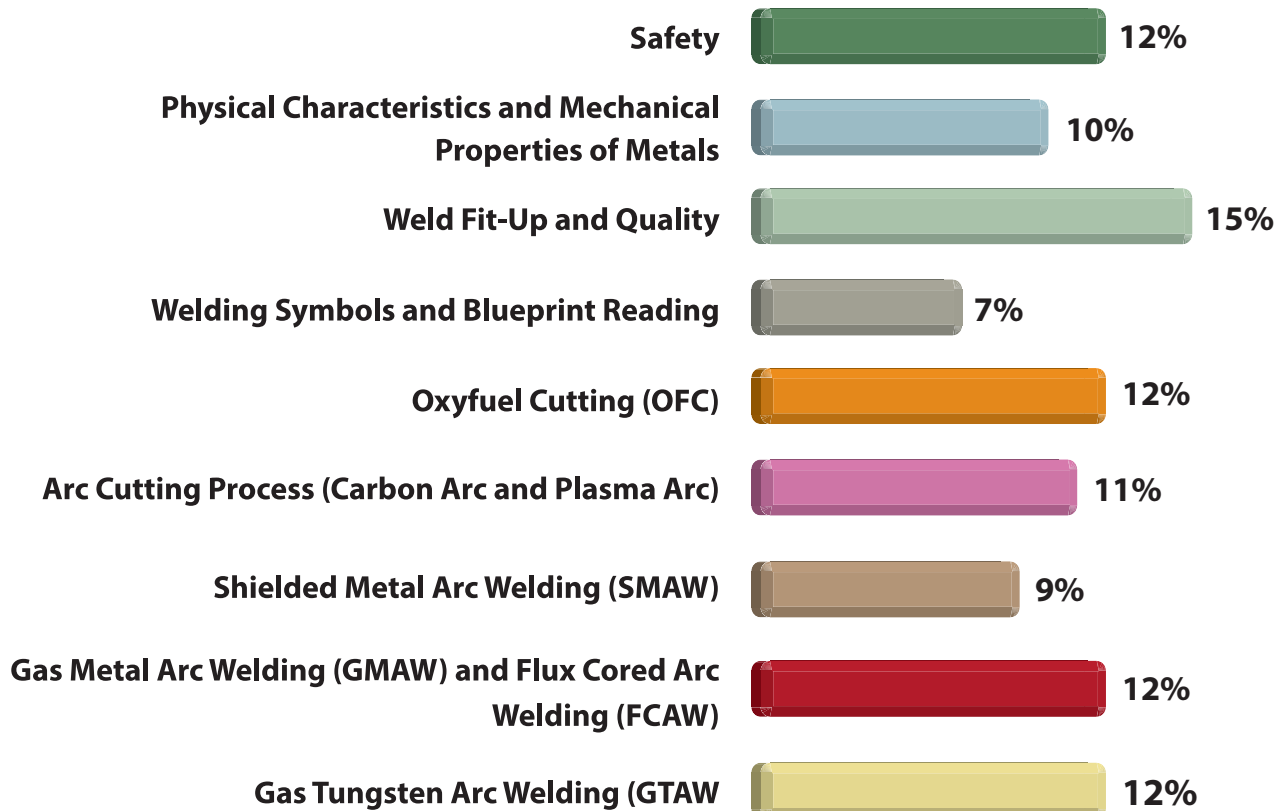 Safety 12%
Physical Characteristics and Mechanical
Properties of Metals 10%
Weld Fit-Up and Quality 15%
Welding Symbols and Blueprint Reading 7%
Oxyfuel Cutting (OFC) 12%
Arc Cutting Process (Carbon Arc and Plasma Arc) 11%
Shielded Metal Arc Welding (SMAW) 9%
Gas Metal Arc Welding (GMAW) and Flux Cored Arc
Welding (FCAW) 12%
Gas Tungsten Arc Welding (GTAW 12%